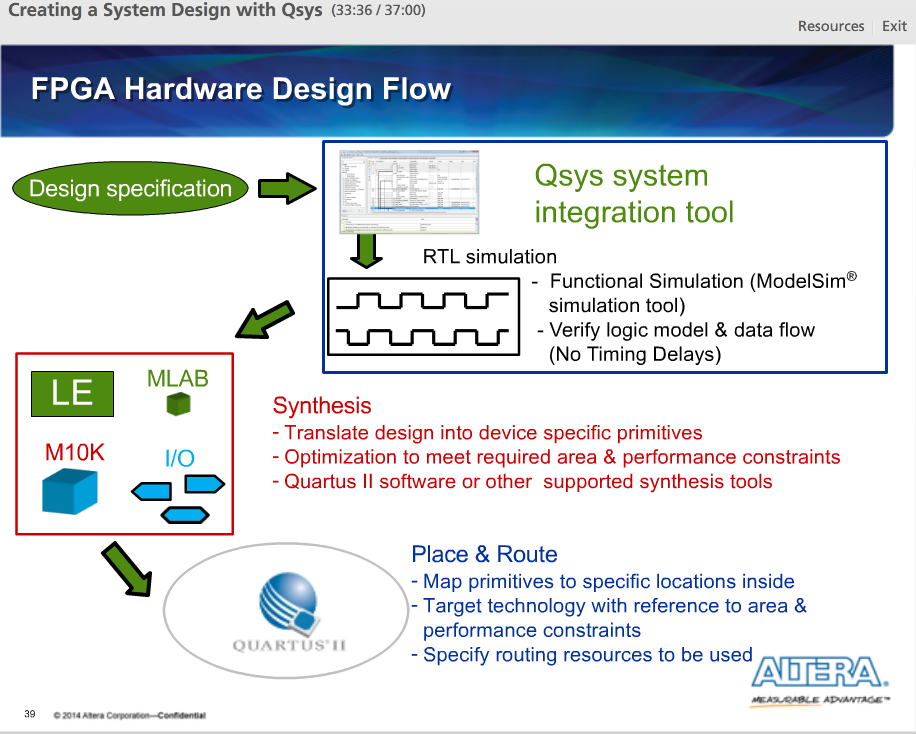 Creating a System Design with Qsys (33:36 / 37:00)
Resources Exit
FPGA Hardware Design Flow
Design specification
Qsys system
integration tool
RTL simulation
- Functional Simulation (ModelSim®
simulation tool)
- Verify logic model & data flow
(No Timing Delays)
LE
MLAB
M10K
I/O
Synthesis
- Translate design into device specific primitives
- Optimization to meet required area & performance constraints
- Quartus II software or other supported synthesis tools
Place & Route
- Map primitives to specific locations inside
- Target technology with reference to area &
performance constraints
- Specify routing resources to be used
QUARTUS® II
ALTERA®
MEASURABLE ADVANTAGE™
39 © 2014 Altera Corporation—Confidential